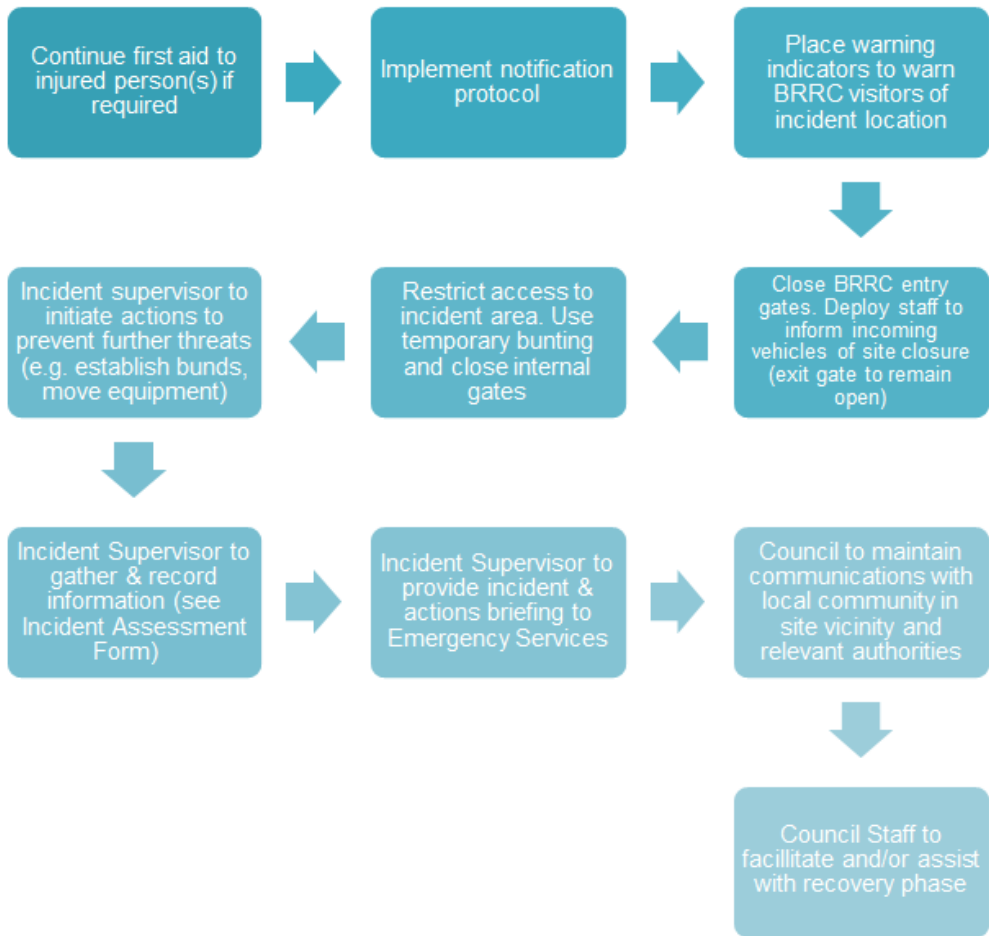 Continue first aid to
injured person(s) if
required
Implement notification
protocol
Place warning
indicators to warn
BRRC visitors of
incident location
Close BRRC entry
gates. Deploy staff to
inform incoming
vehicles of site closure
(exit gate to remain
open)
Restrict access to
incident area. Use
temporary bunting
and close internal
gates
Incident supervisor to
initiate actions to
prevent further threats
(e.g. establish bunds,
move equipment)
Incident Supervisor to
gather & record
information (see
Incident Assessment
Form)
Incident Supervisor to
provide incident &
actions briefing to
Emergency Services
Council to maintain
communications with
local community in
site vicinity and
relevant authorities
Council Staff to
facillitate and/or assist
with recovery phase